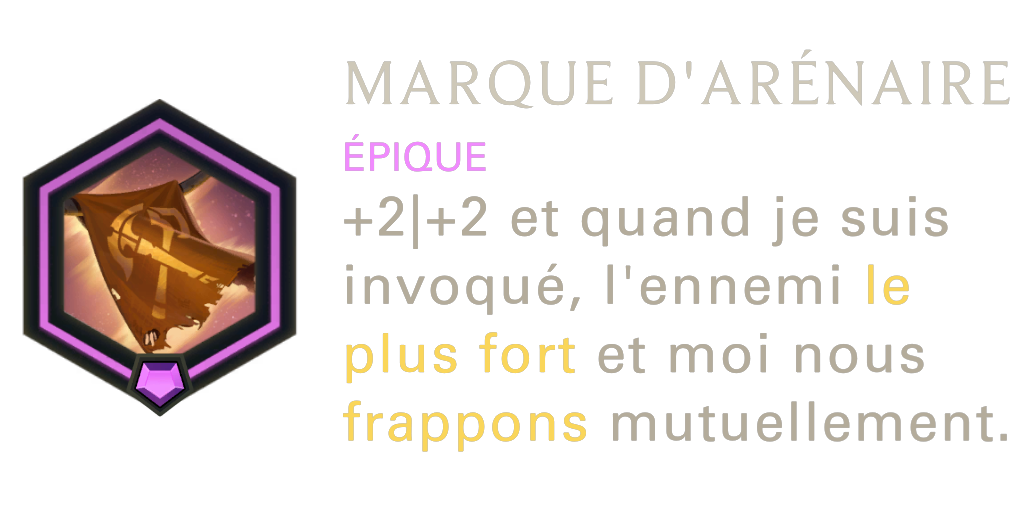 MARQUE D'ARÉNAIRE
ÉPIQUE
+2|+2 et quand je suis
invoqué, l'ennemi le
plus fort et moi nous
frappons mutuellement.